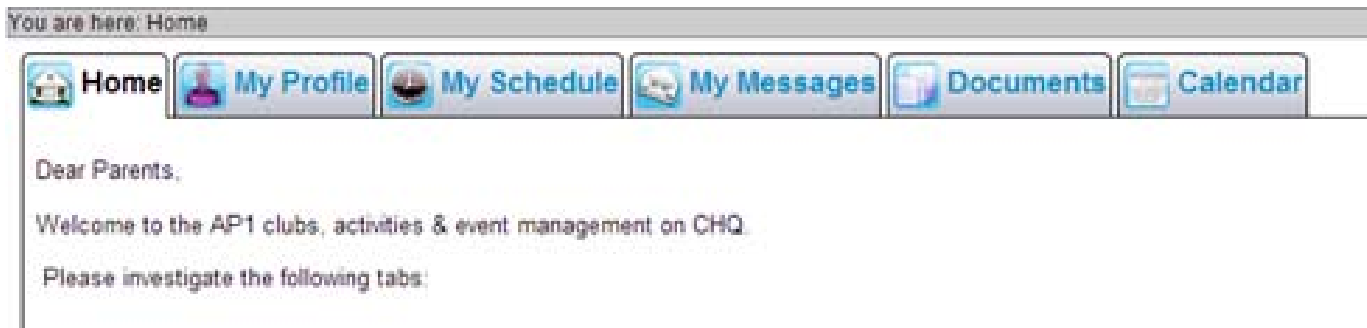 You are here: Home
Home My Profile My Schedule My Messages Documents Calendar
Dear Parents,
Welcome to the AP1 clubs, activities & event management on CHQ.
Please investigate the following tabs: